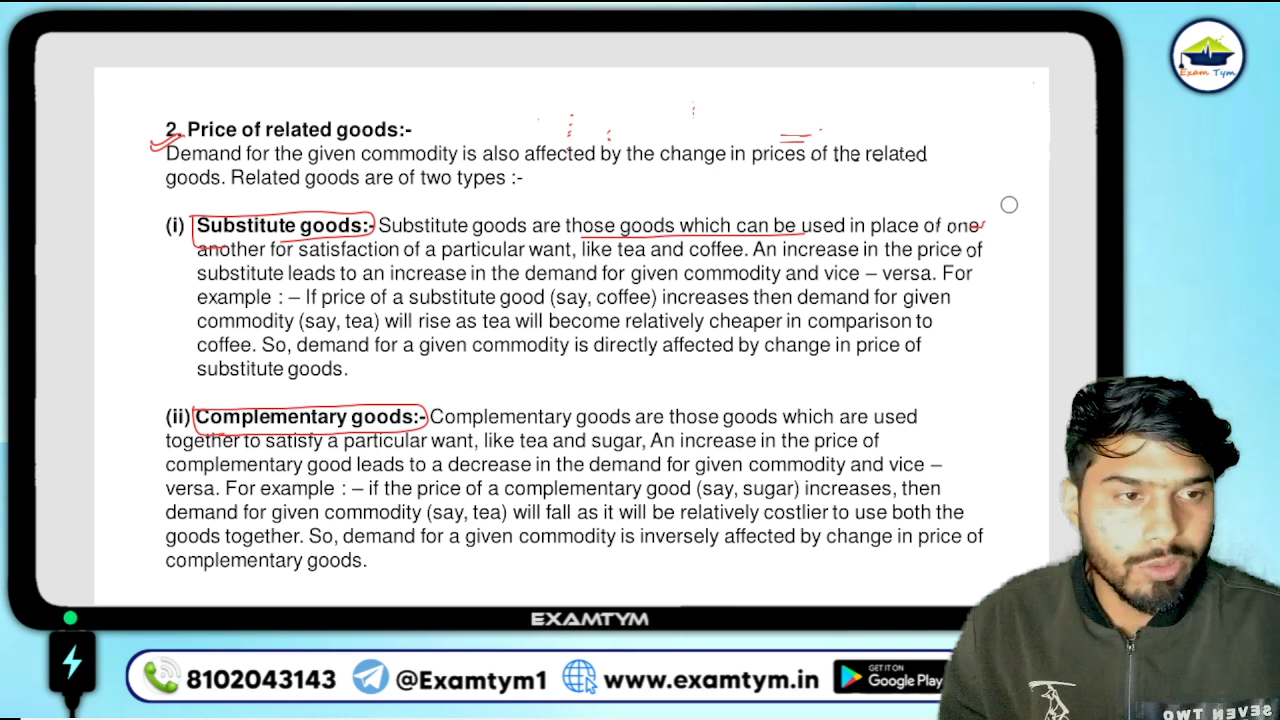 Exam Tym
2. Price of related goods:-
Demand for the given commodity is also affected by the change in prices of the related
goods. Related goods are of two types :-
(i) Substitute goods:- Substitute goods are those goods which can be used in place of one
another for satisfaction of a particular want, like tea and coffee. An increase in the price of
substitute leads to an increase in the demand for given commodity and vice – versa. For
example : – If price of a substitute good (say, coffee) increases then demand for given
commodity (say, tea) will rise as tea will become relatively cheaper in comparison to
coffee. So, demand for a given commodity is directly affected by change in price of
substitute goods.
(ii) Complementary goods:- Complementary goods are those goods which are used
together to satisfy a particular want, like tea and sugar, An increase in the price of
complementary good leads to a decrease in the demand for given commodity and vice –
versa. For example : – if the price of a complementary good (say, sugar) increases, then
demand for given commodity (say, tea) will fall as it will be relatively costlier to use both the
goods together. So, demand for a given commodity is inversely affected by change in price of
complementary goods.
EXAMTYM
8102043143 @Examtym1 www.examtym.in
GET IT ON
Google Play
SEVEN TWO